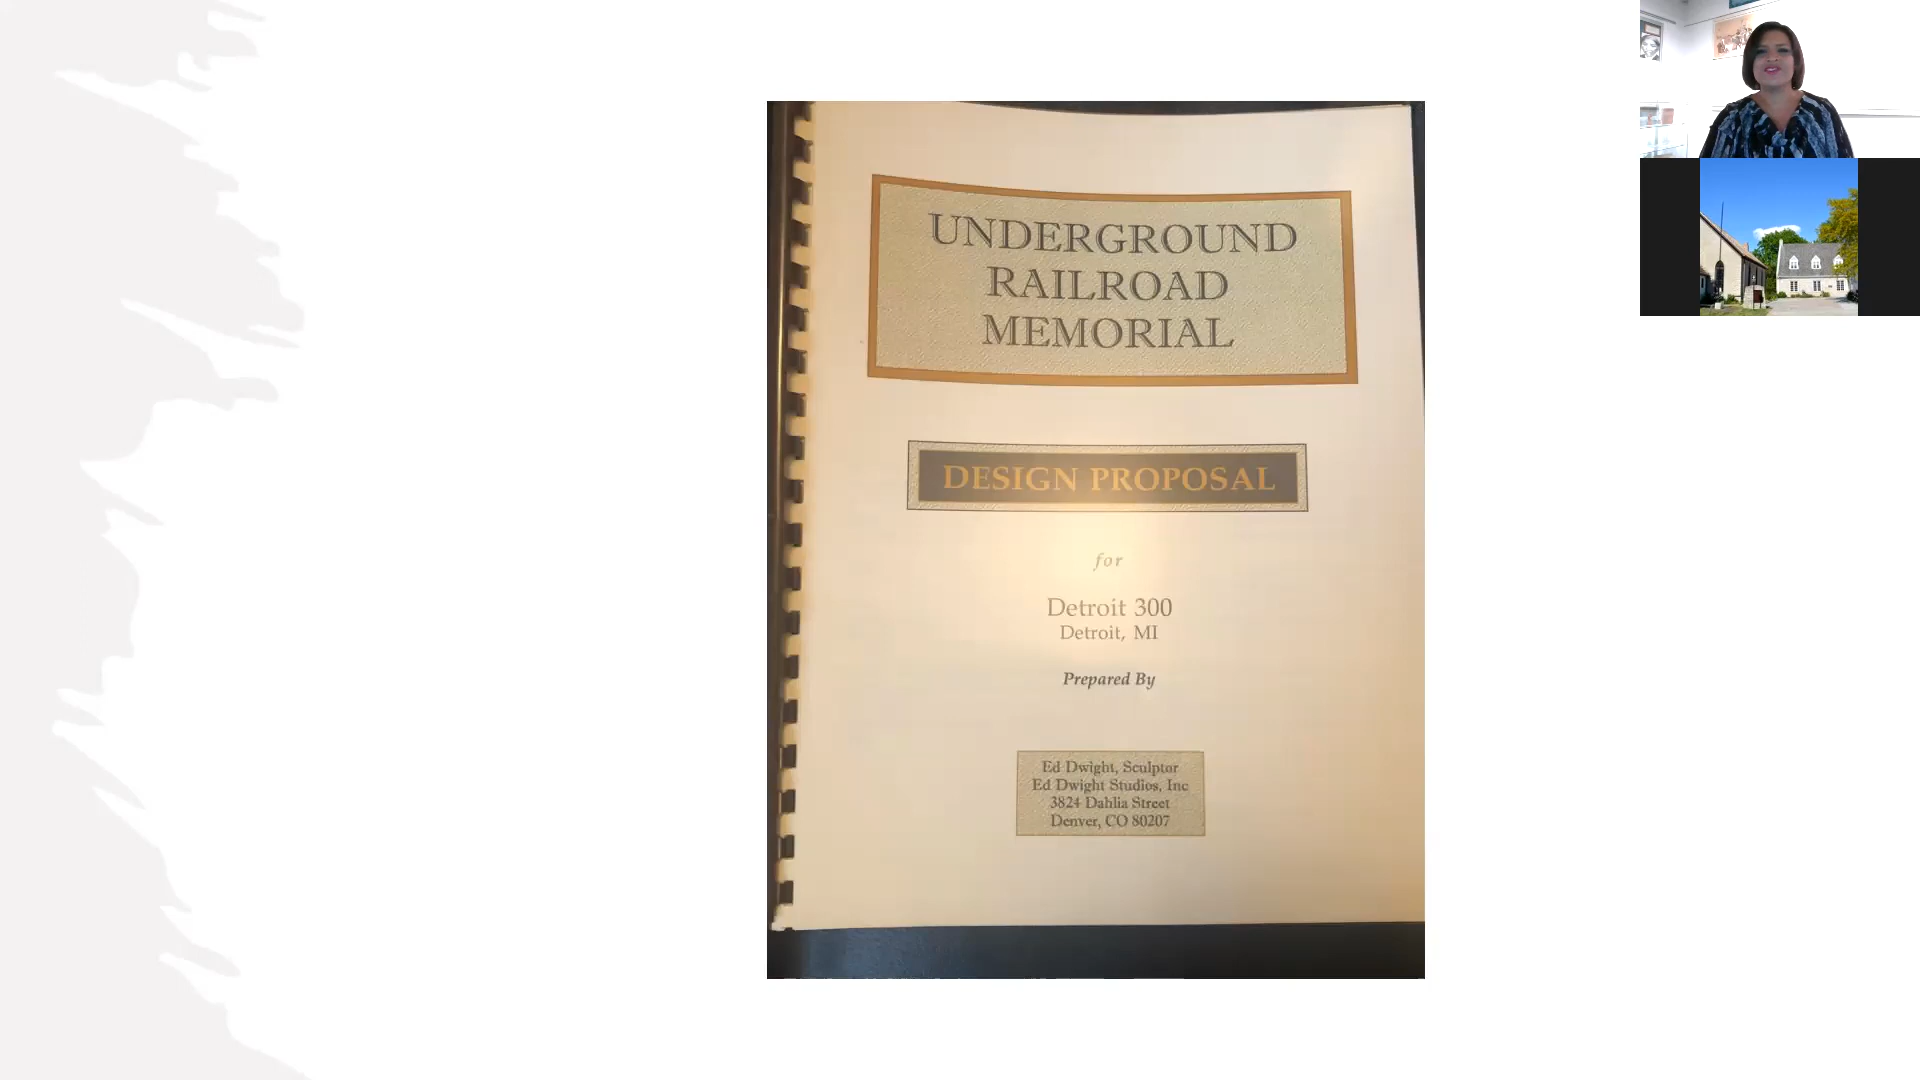 UNDERGROUND
RAILROAD
MEMORIAL
DESIGN PROPOSAL
for
Detroit 300
Detroit, MI
Prepared By
Ed Dwight, Sculptor
Ed Dwight Studios, Inc
3824 Dahlia Street
Denver, CO 80207